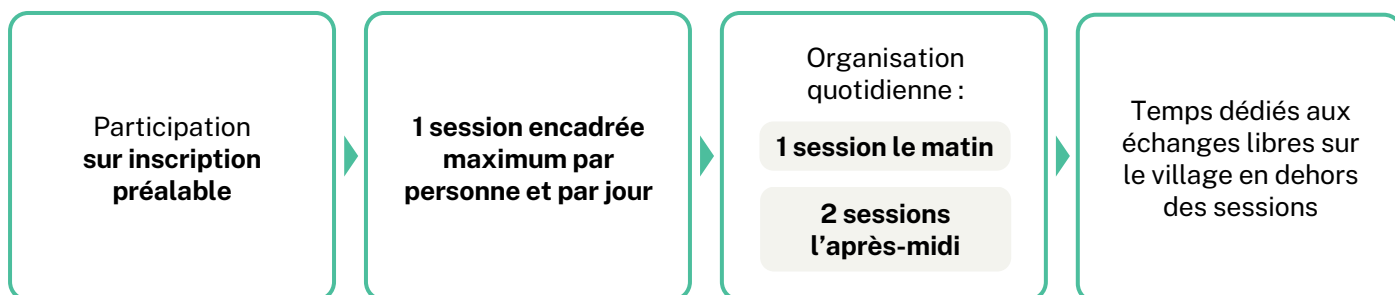 Participation
sur inscription
préalable
1 session encadrée
maximum par
personne et par jour
Organisation
quotidienne :
1 session le matin
2 sessions
l’après-midi
Temps dédiés aux
échanges libres sur
le village en dehors
des sessions